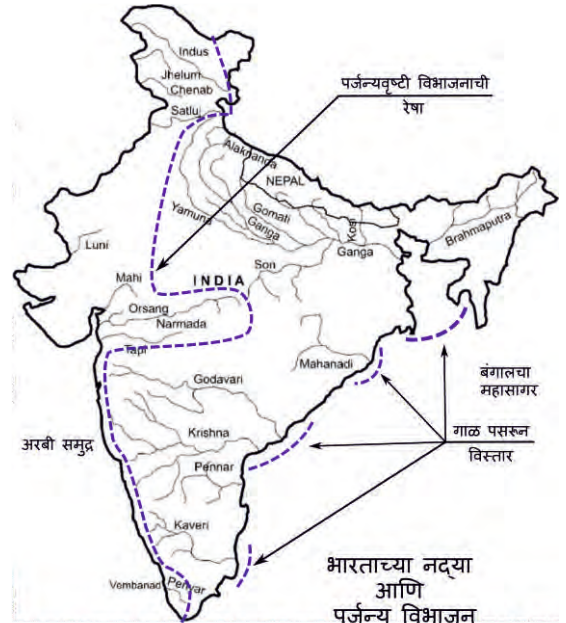 Indus
Jhelum
Chenab
Satluj
पर्जन्यवृष्टी विभाजनाची
रेषा
Alaknanda
NEPAL
Yamuna
Gomati
Ganga
Kosi
Ganga
Brahmaputra
Luni
Son
Mahi
INDIA
Orsang
Narmada
Tapi
Mahanadi
बंगालचा
महासागर
Godavari
अरबी समुद्र
Krishna
गाळ पसरून
विस्तार
Pennar
Kaveri
Vembanad
Periyar
भारताच्या नद्या
आणि
पर्जन्य विभाजन